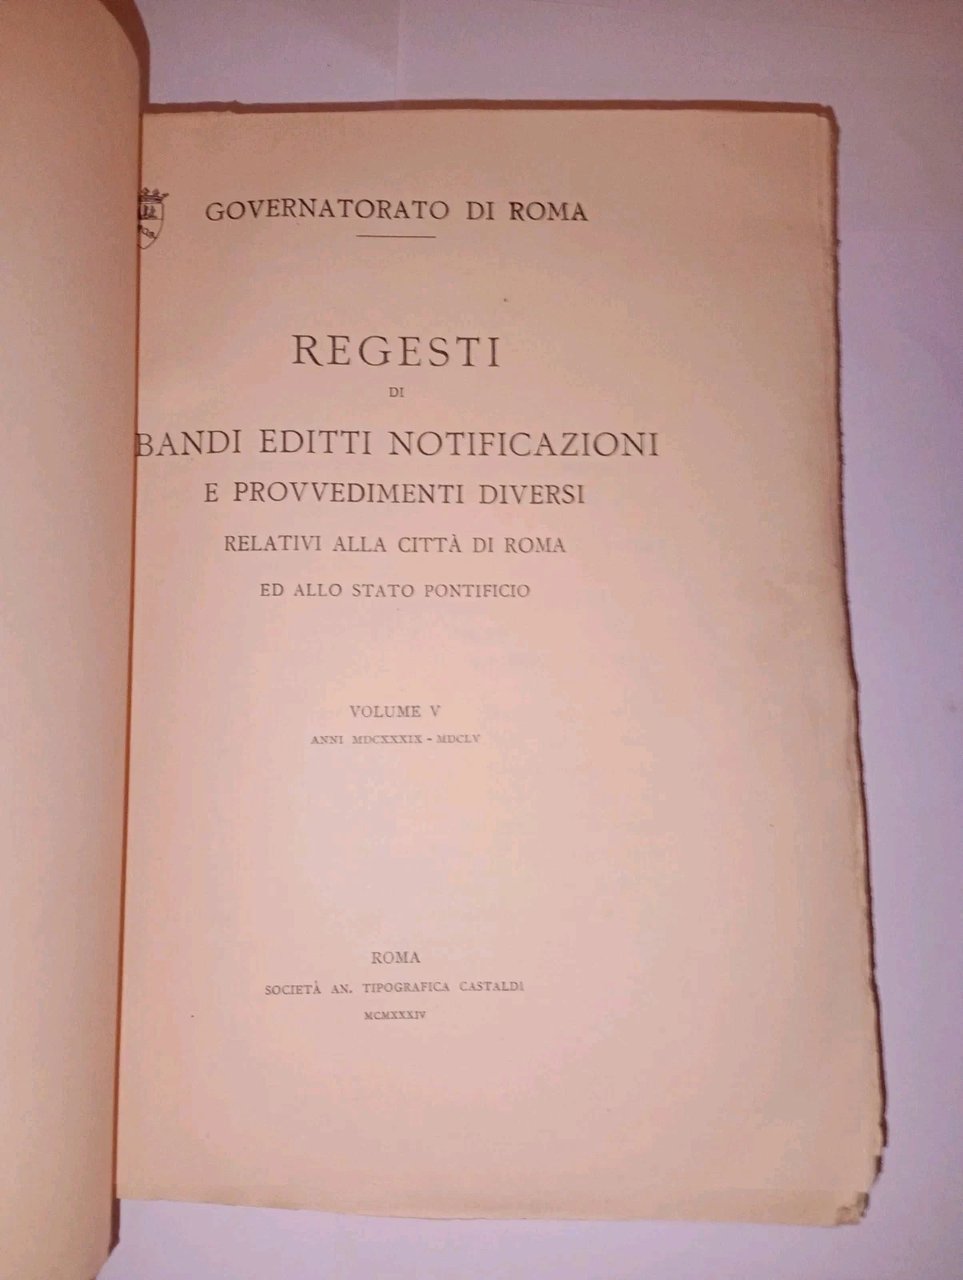 GOVERNATORATO DI ROMA
REGESTI
DI
BANDI EDITTI NOTIFICAZIONI
E PROVVEDIMENTI DIVERSI
RELATIVI ALLA CITTÀ DI ROMA
ED ALLO STATO PONTIFICIO
VOLUME V
ANNI MDCXXXIX - MDCLV
ROMA
SOCIETÀ AN. TIPOGRAFICA CASTALDI
MCMXXXIV